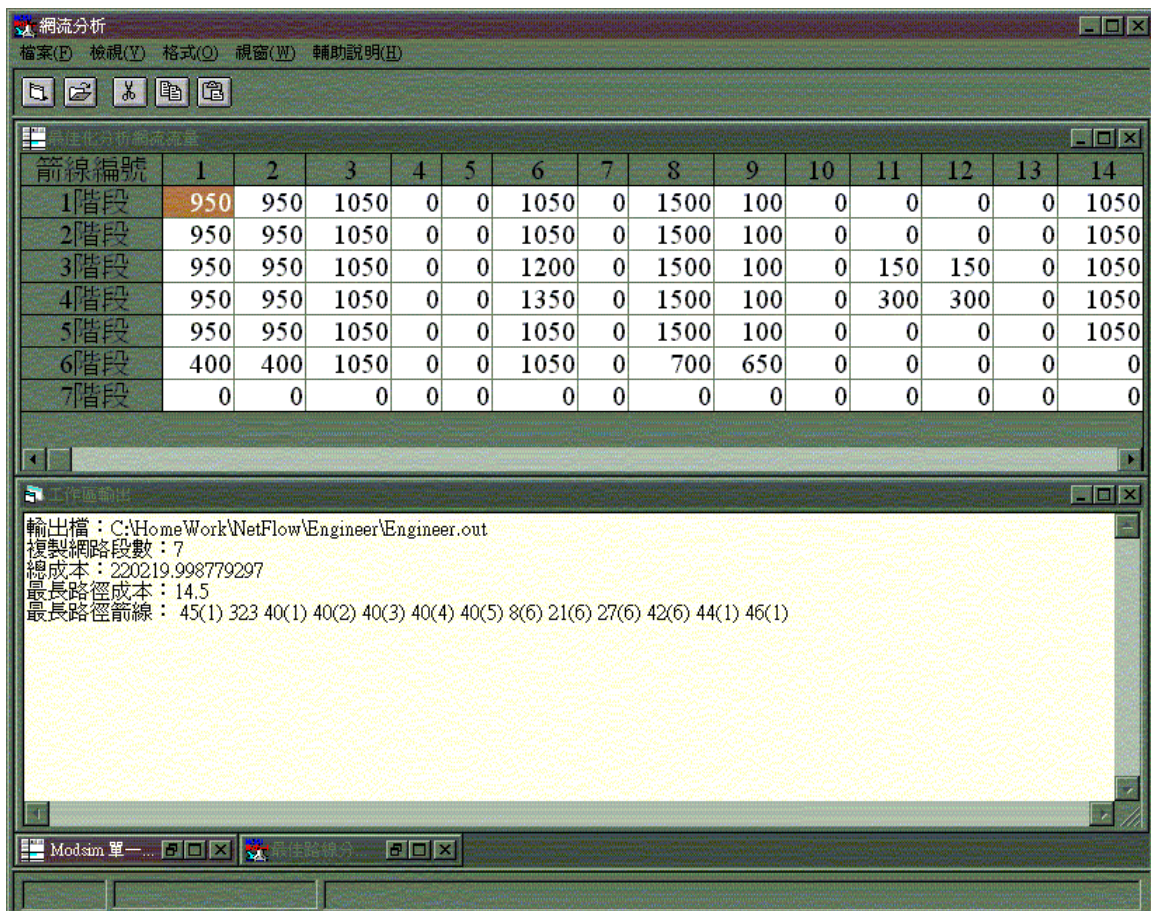 網流分析
檔案(F) 檢視(V) 格式(O) 視窗(W) 輔助說明(H)
最佳化分析網流流量
箭線編號 1 2 3 4 5 6 7 8 9 10 11 12 13 14
1階段 950 950 1050 0 0 1050 0 1500 100 0 0 0 0 1050
2階段 950 950 1050 0 0 1050 0 1500 100 0 0 0 0 1050
3階段 950 950 1050 0 0 1200 0 1500 100 0 150 150 0 1050
4階段 950 950 1050 0 0 1350 0 1500 100 0 300 300 0 1050
5階段 950 950 1050 0 0 1050 0 1500 100 0 0 0 0 1050
6階段 400 400 1050 0 0 1050 0 700 650 0 0 0 0 0
7階段 0 0 0 0 0 0 0 0 0 0 0 0 0 0
工作區輸出
輸出檔：C:\HomeWork\NetFlow\Engineer\Engineer.out
複製網路段數：7
總成本：220219.998779297
最長路徑成本：14.5
最長路徑箭線： 45(1) 323 40(1) 40(2) 40(3) 40(4) 40(5) 8(6) 21(6) 27(6) 42(6) 44(1) 46(1)
Modsim 單一... 最佳路線分...